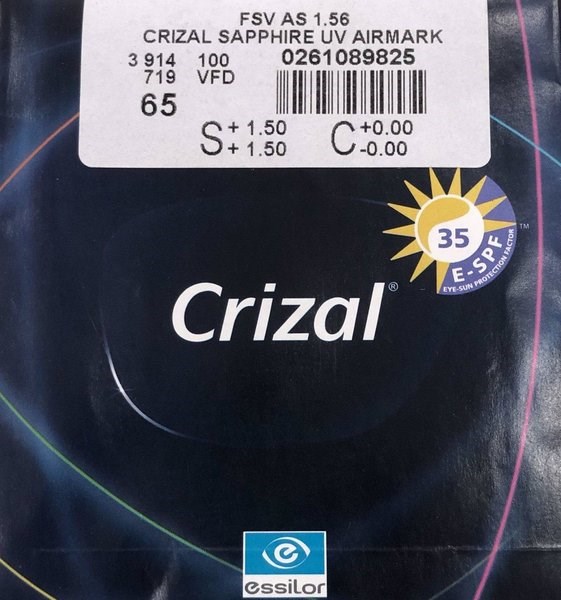 FSV AS 1.56
CRIZAL SAPPHIRE UV AIRMARK
3 914 100 0261089825
719 VFD
65
S + 1.50 C +0.00
+ 1.50 -0.00
35
E-SPF TM
EYE-SUN PROTECTION FACTOR
Crizal ®
e
essilor